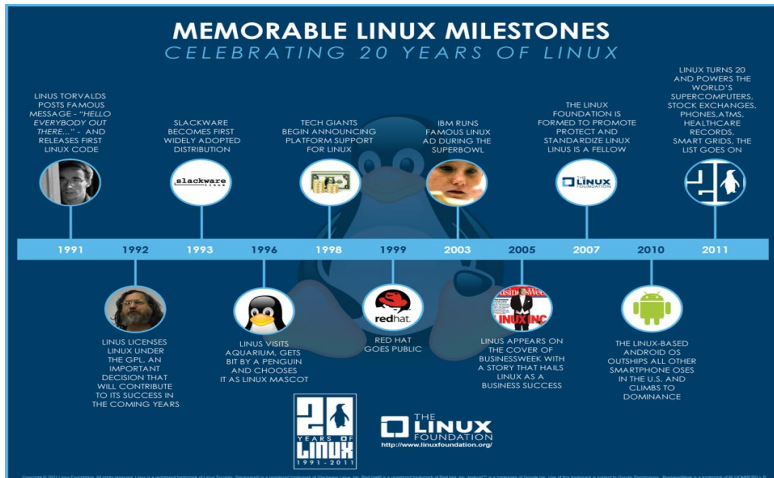 MEMORABLE LINUX MILESTONES
CELEBRATING 20 YEARS OF LINUX
LINUS TORVALDS
POSTS FAMOUS
MESSAGE - "HELLO
EVERYBODY OUT
THERE..." - AND
RELEASES FIRST
LINUX CODE
SLACKWARE
BECOMES FIRST
WIDELY ADOPTED
DISTRIBUTION
slackware
linux
TECH GIANTS
BEGIN ANNOUNCING
PLATFORM SUPPORT
FOR LINUX
IBM RUNS
FAMOUS LINUX
AD DURING THE
SUPERBOWL
THE LINUX
FOUNDATION IS
FORMED TO PROMOTE
PROTECT AND
STANDARDIZE LINUX
LINUS IS A FELLOW
THE
LINUX
FOUNDATION
LINUX TURNS 20
AND POWERS THE
WORLD'S
SUPERCOMPUTERS,
STOCK EXCHANGES,
PHONES,ATMS,
HEALTHCARE
RECORDS,
SMART GRIDS, THE
LIST GOES ON
1991 1992 1993 1996 1998 1999 2003 2005 2007 2010 2011
LINUS LICENSES
LINUX UNDER
THE GPL, AN
IMPORTANT
DECISION THAT
WILL CONTRIBUTE
TO ITS SUCCESS IN
THE COMING YEARS
LINUS VISITS
AQUARIUM, GETS
BIT BY A PENGUIN
AND CHOOSES
IT AS LINUX MASCOT
redhat.
RED HAT
GOES PUBLIC
LINUX INC
LINUS APPEARS ON
THE COVER OF
BUSINESSWEEK WITH
A STORY THAT HAILS
LINUX AS A
BUSINESS SUCCESS
THE LINUX-BASED
ANDROID OS
OUTSHIPS ALL OTHER
SMARTPHONE OSES
IN THE U.S. AND
CLIMBS TO
DOMINANCE
20
YEARS OF
LINUX
1991-2011
THE
LINUX
FOUNDATION
http://www.linuxfoundation.org/